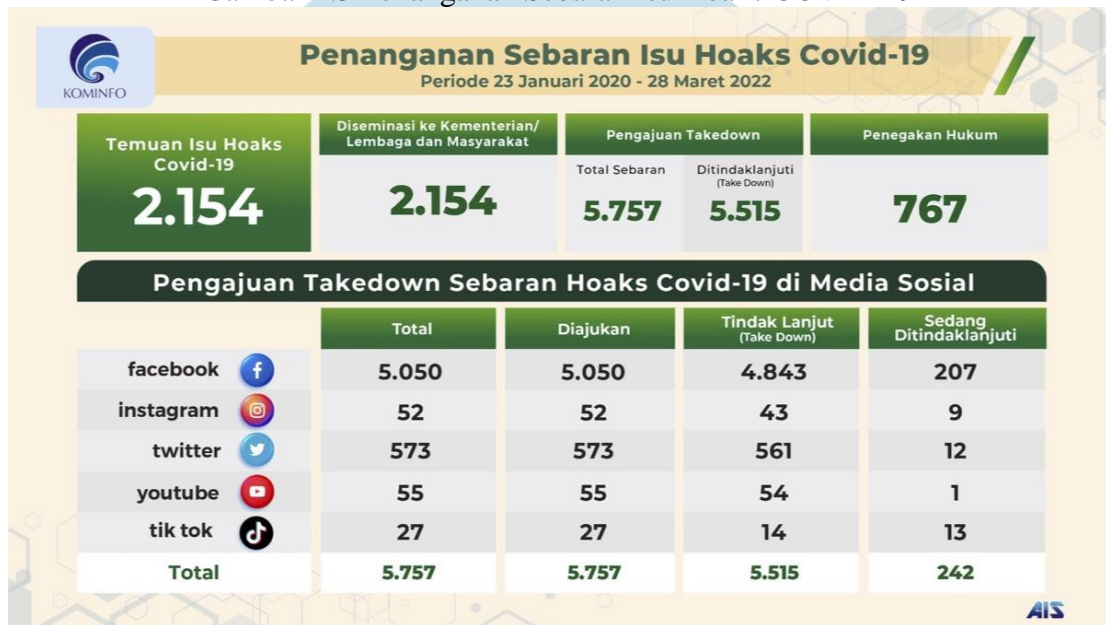 Penanganan Sebaran Isu Hoaks Covid-19
Periode 23 Januari 2020 - 28 Maret 2022
KOMINFO
Temuan Isu Hoaks
Covid-19
2.154
Diseminasi ke Kementerian/
Lembaga dan Masyarakat
2.154
Pengajuan Takedown
Total Sebaran
5.757
Ditindaklanjuti
(Take Down)
5.515
Penegakan Hukum
767
Pengajuan Takedown Sebaran Hoaks Covid-19 di Media Sosial
Total Diajukan Tindak Lanjut (Take Down) Sedang Ditindaklanjuti
facebook 5.050 5.050 4.843 207
instagram 52 52 43 9
twitter 573 573 561 12
youtube 55 55 54 1
tik tok 27 27 14 13
Total 5.757 5.757 5.515 242
AIS